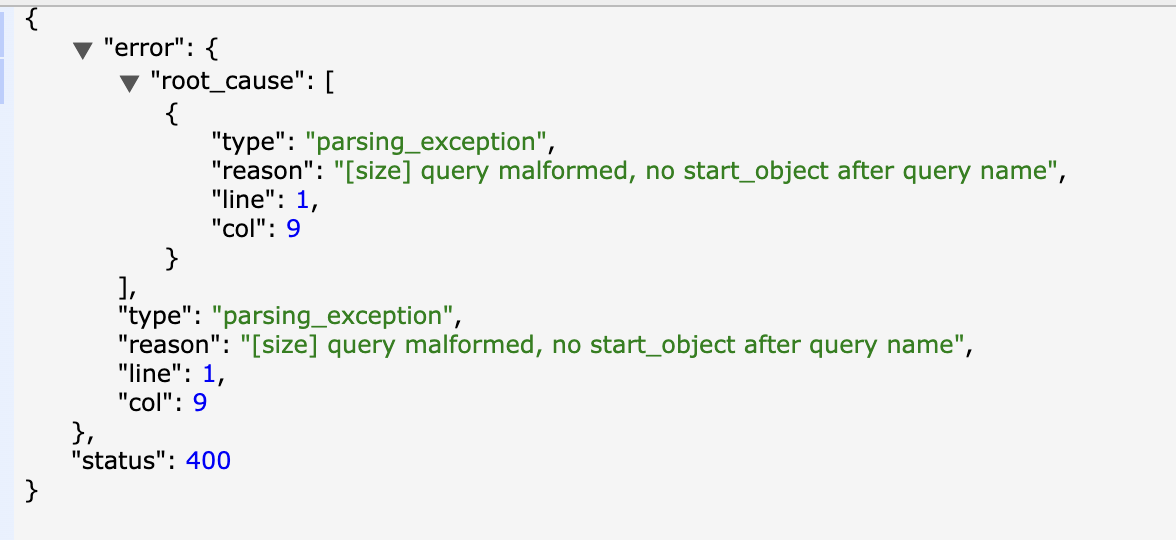 {
"error": {
"root_cause": [
{
"type": "parsing_exception",
"reason": "[size] query malformed, no start_object after query name",
"line": 1,
"col": 9
}
],
"type": "parsing_exception",
"reason": "[size] query malformed, no start_object after query name",
"line": 1,
"col": 9
},
"status": 400
}